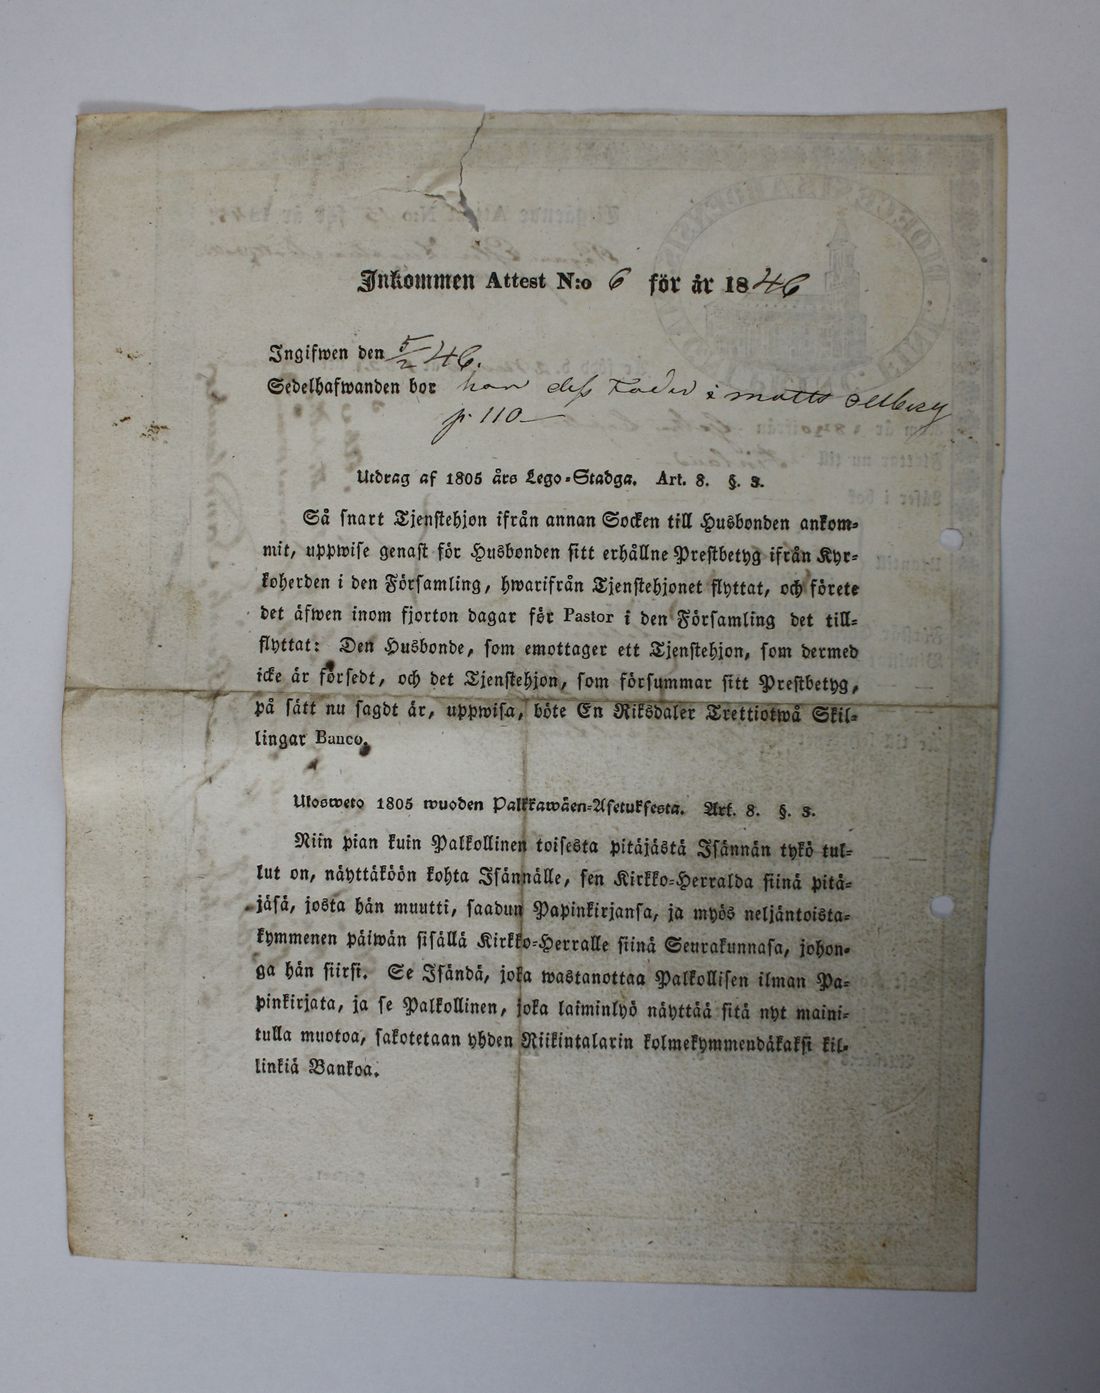 Inkommen Attest N:o 6 för år 1846
Ingifwen den 5/2 46.
Sedelhafwanden bor hos dess Fader i matts
p. 110 —
Utdrag af 1805 års Lego-Stadga. Art. 8. §. 3.
Så snart Tjenstehjon ifrån annan Socken till Husbonden ankom-
mit, uppwise genast för Husbonden sitt erhållne Prestbetyg ifrån Kyr-
koherden i den Församling, hwarifrån Tjenstehjonet flyttat, och förete
det äfwen inom fjorton dagar för Pastor i den Församling det till-
flyttat: Den Husbonde, som emottager ett Tjenstehjon, som dermed
icke är försedt, och det Tjenstehjon, som försummar sitt Prestbetyg,
på sätt nu sagdt är, uppwisa, böte En Riksdaler Trettiotwå Skil-
lingar Banco.
Ulosweto 1805 wuoden Palkkawäen-Asetuksesta. Art. 8. §. 3.
Niin pian kuin Palkollinen toisesta pitäjästä Isännän tykö tul-
lut on, näyttäköön kohta Isännälle, sen Kirkko-Herralda siinä pitä-
jäsä, josta hän muutti, saadun Papinkirjansa, ja myös neljäntoista-
kymmenen päiwän sisällä Kirkko-Herralle siinä Seurakunnasa, johon-
ga hän siirsi. Se Isändä, joka wastanottaa Palkollisen ilman Pa-
pinkirjata, ja se Palkollinen, joka laiminlyö näyttää sitä nyt maini-
tulla muotoa, sakotetaan yhden Riikintalarin kolmekymmendäkaksi kil-
linkiä Bankoa.